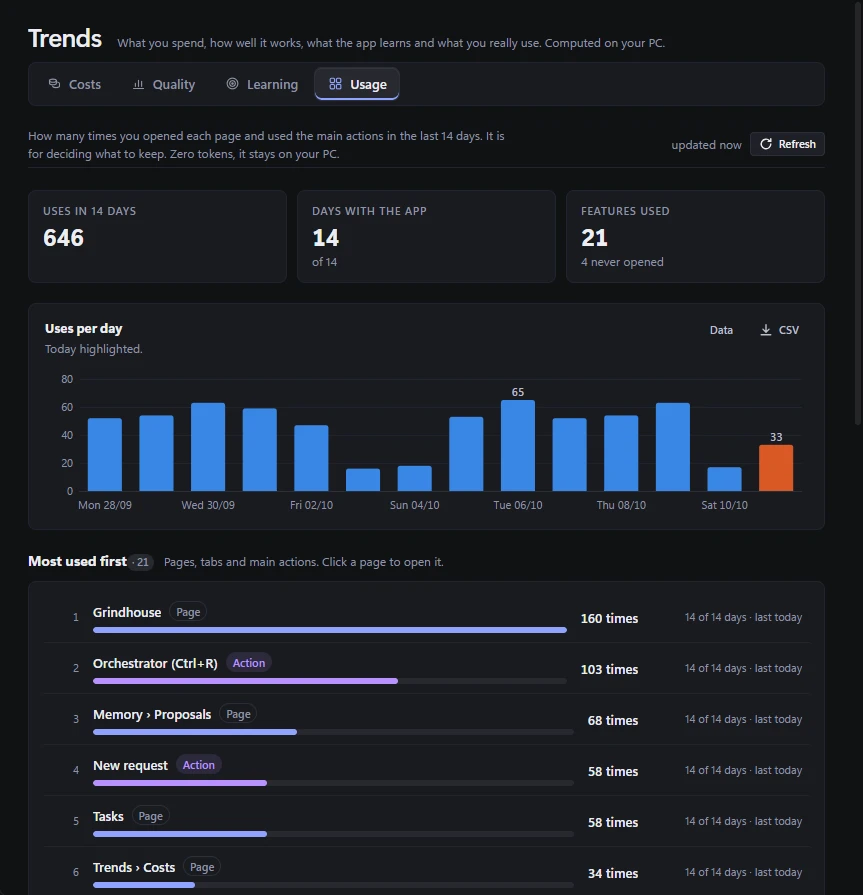 Trends What you spend, how well it works, what the app learns and what you really use. Computed on your PC.
Costs Quality Learning Usage
How many times you opened each page and used the main actions in the last 14 days. It is
for deciding what to keep. Zero tokens, it stays on your PC.
updated now Refresh
USES IN 14 DAYS
646
DAYS WITH THE APP
14
of 14
FEATURES USED
21
4 never opened
Uses per day
Today highlighted.
Data CSV
80
60
40
20
0
65
33
Mon 28/09 Wed 30/09 Fri 02/10 Sun 04/10 Tue 06/10 Thu 08/10 Sat 10/10
Most used first · 21 Pages, tabs and main actions. Click a page to open it.
1 Grindhouse Page 160 times 14 of 14 days · last today
2 Orchestrator (Ctrl+R) Action 103 times 14 of 14 days · last today
3 Memory › Proposals Page 68 times 14 of 14 days · last today
4 New request Action 58 times 14 of 14 days · last today
5 Tasks Page 58 times 14 of 14 days · last today
6 Trends › Costs Page 34 times 14 of 14 days · last today